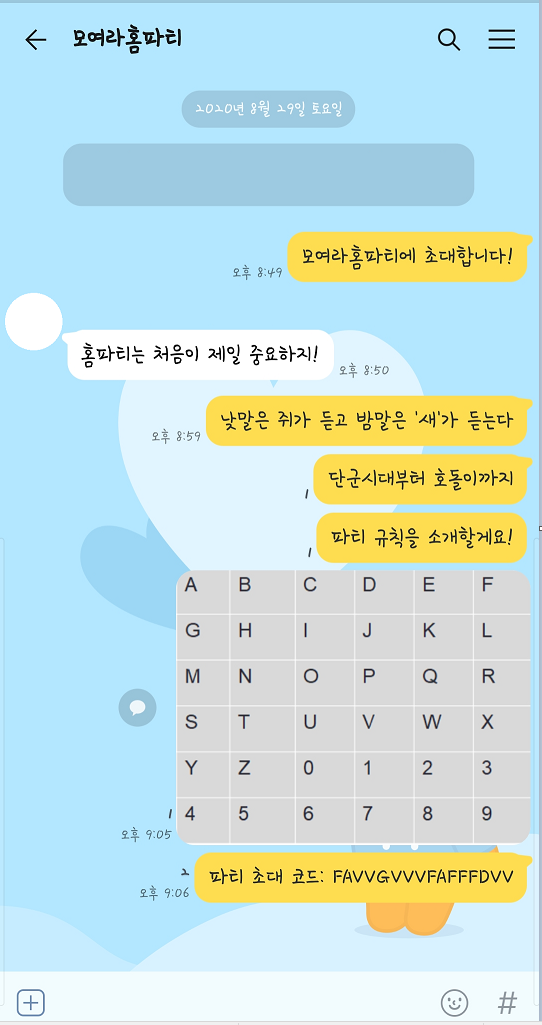 모여라홈파티
2020년 8월 29일 토요일
모여라홈파티에 초대합니다!
오후 8:49
홈파티는 처음이 제일 중요하지!
오후 8:50
낮말은 쥐가 듣고 밤말은 '새'가 듣는다
오후 8:59
단군시대부터 호돌이까지
1
파티 규칙을 소개할게요!
1
A B C D E F
G H I J K L
M N O P Q R
S T U V W X
Y Z 0 1 2 3
4 5 6 7 8 9
1
오후 9:05
파티 초대 코드: FAVVGVVVFAFFFDVV
2
오후 9:06
#